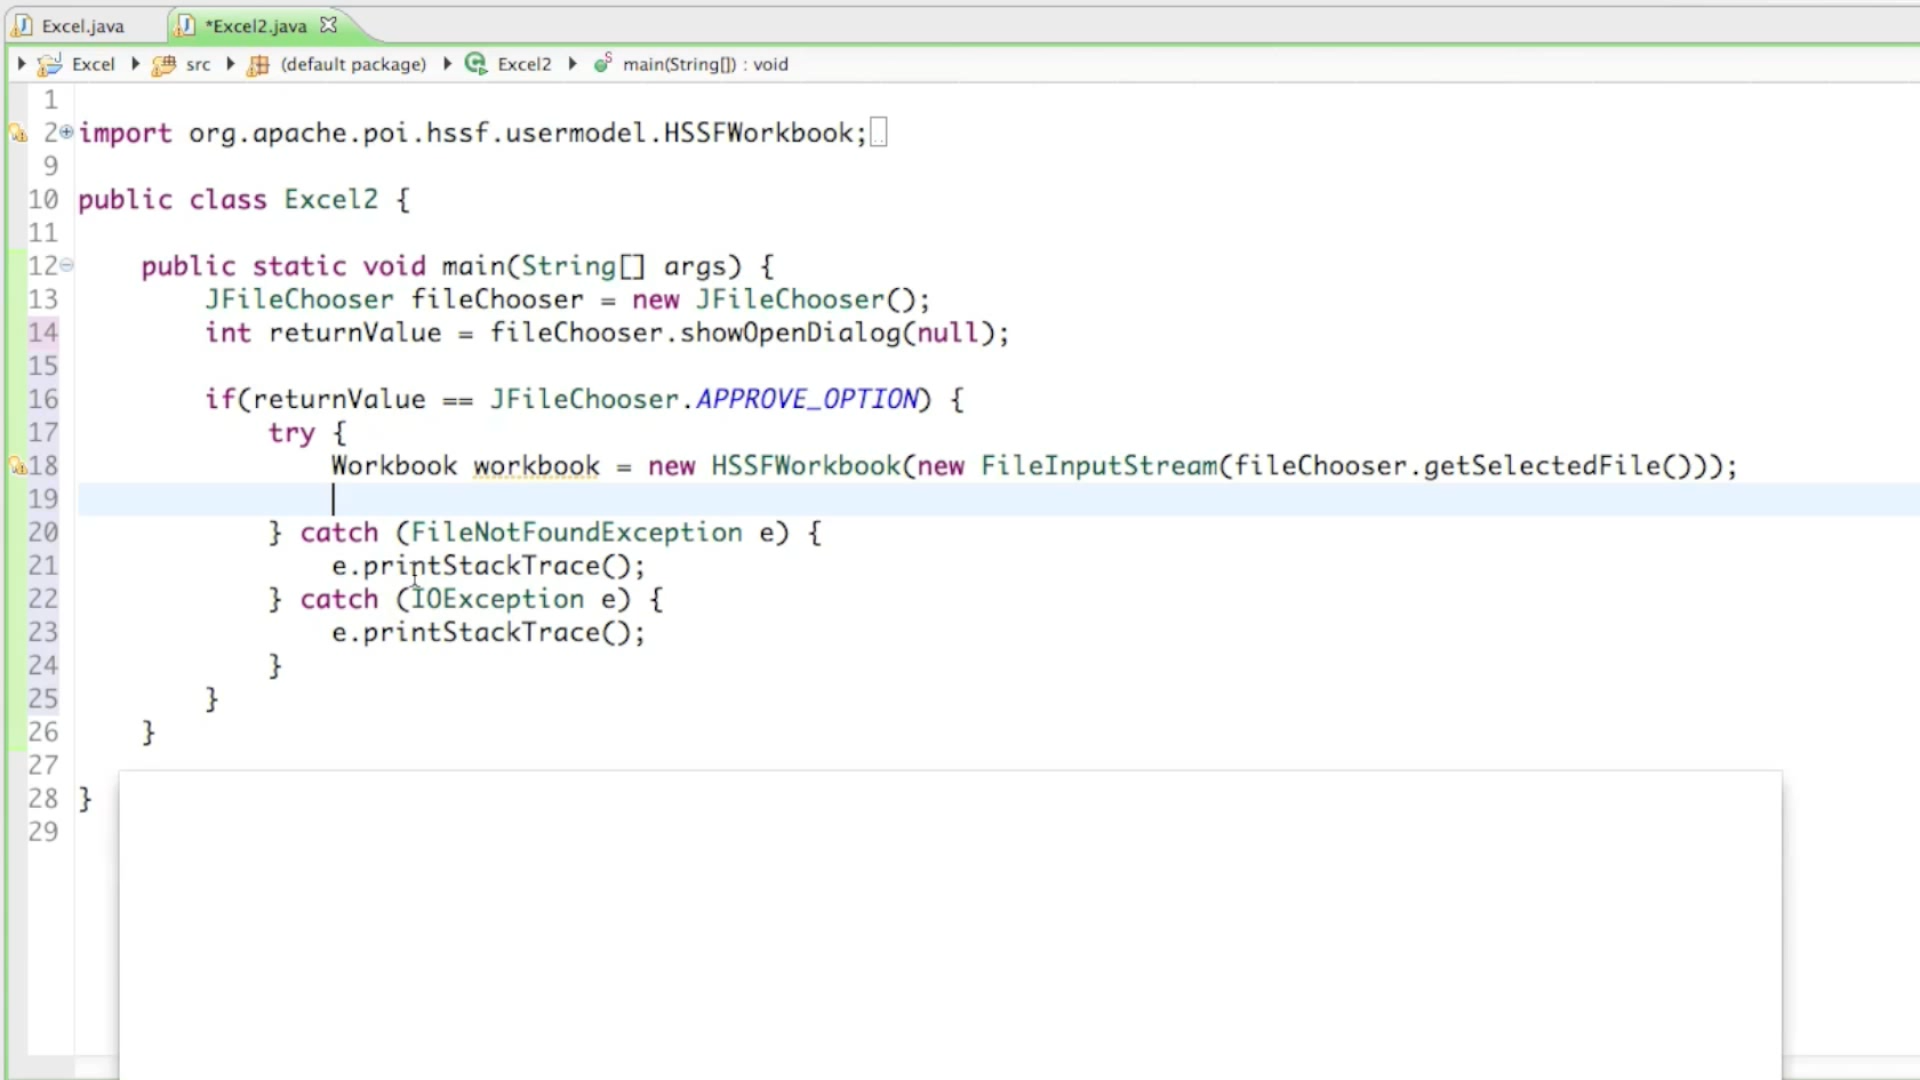 Excel.java *Excel2.java
Excel src (default package) Excel2 main(String[]) : void
1
2 import org.apache.poi.hssf.usermodel.HSSFWorkbook;
9
10 public class Excel2 {
11
12 public static void main(String[] args) {
13 JFileChooser fileChooser = new JFileChooser();
14 int returnValue = fileChooser.showOpenDialog(null);
15
16 if(returnValue == JFileChooser.APPROVE_OPTION) {
17 try {
18 Workbook workbook = new HSSFWorkbook(new FileInputStream(fileChooser.getSelectedFile()));
19
20 } catch (FileNotFoundException e) {
21 e.printStackTrace();
22 } catch (IOException e) {
23 e.printStackTrace();
24 }
25 }
26 }
27
28 }
29